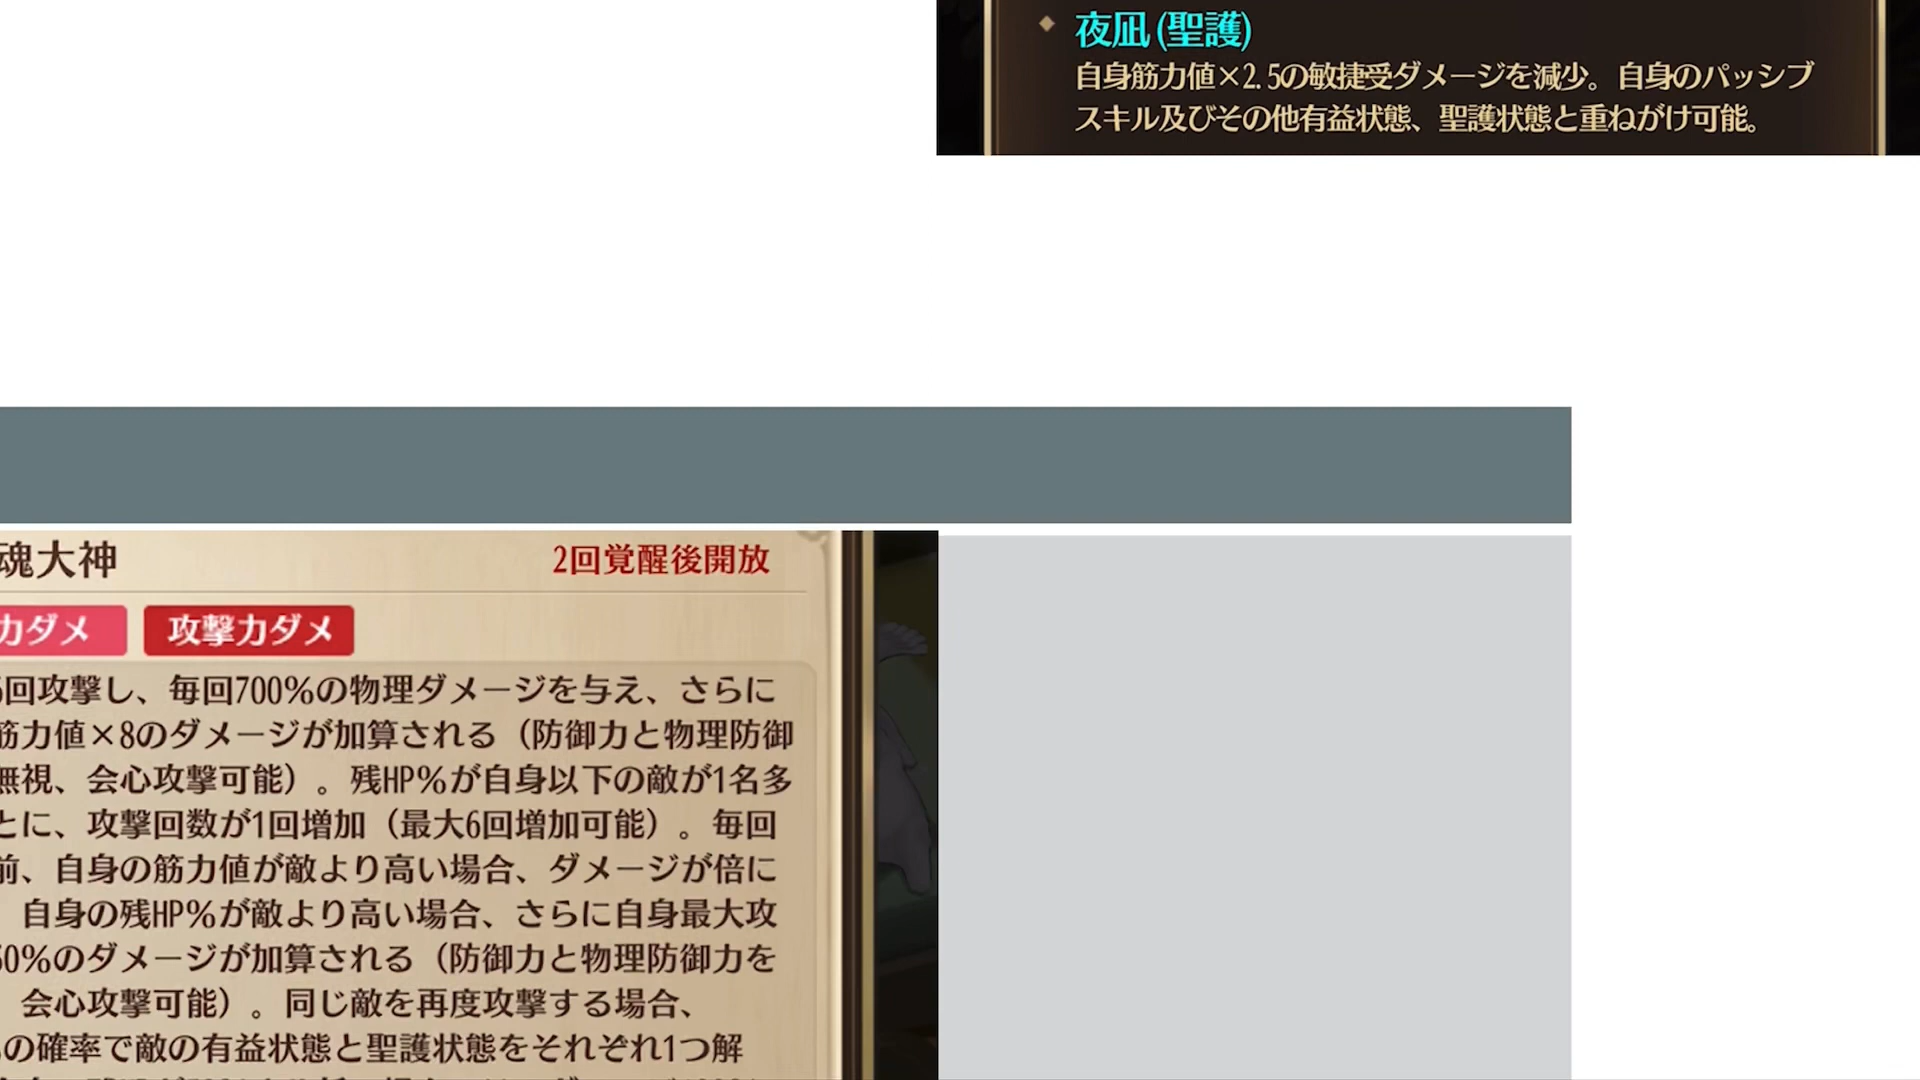 夜凪(聖護)
自身筋力値×2.5の敏捷受ダメージを減少。自身のパッシブ
スキル及びその他有益状態、聖護状態と重ねがけ可能。
魂大神
2回覚醒後開放
力ダメ
攻撃力ダメ
回攻撃し、毎回700%の物理ダメージを与え、さらに
筋力値×8のダメージが加算される（防御力と物理防御
無視、会心攻撃可能）。残HP%が自身以下の敵が1名多
とに、攻撃回数が1回増加（最大6回増加可能）。毎回
前、自身の筋力値が敵より高い場合、ダメージが倍に
自身の残HP%が敵より高い場合、さらに自身最大攻
50%のダメージが加算される（防御力と物理防御力を
会心攻撃可能）。同じ敵を再度攻撃する場合、
の確率で敵の有益状態と聖護状態をそれぞれ1つ解